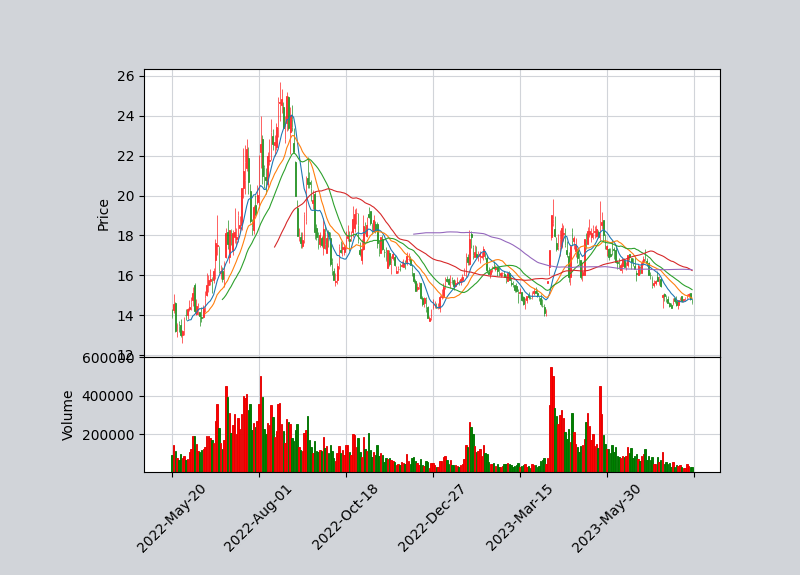 26
24
22
20
18
16
14
12
Price
600000
400000
200000
Volume
2022-May-20
2022-Aug-01
2022-Oct-18
2022-Dec-27
2023-Mar-15
2023-May-30